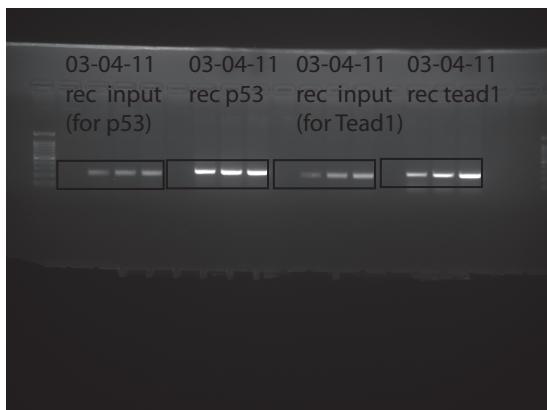 03-04-11 03-04-11 03-04-11 03-04-11
rec input rec p53 rec input rec tead1
(for p53) (for Tead1)